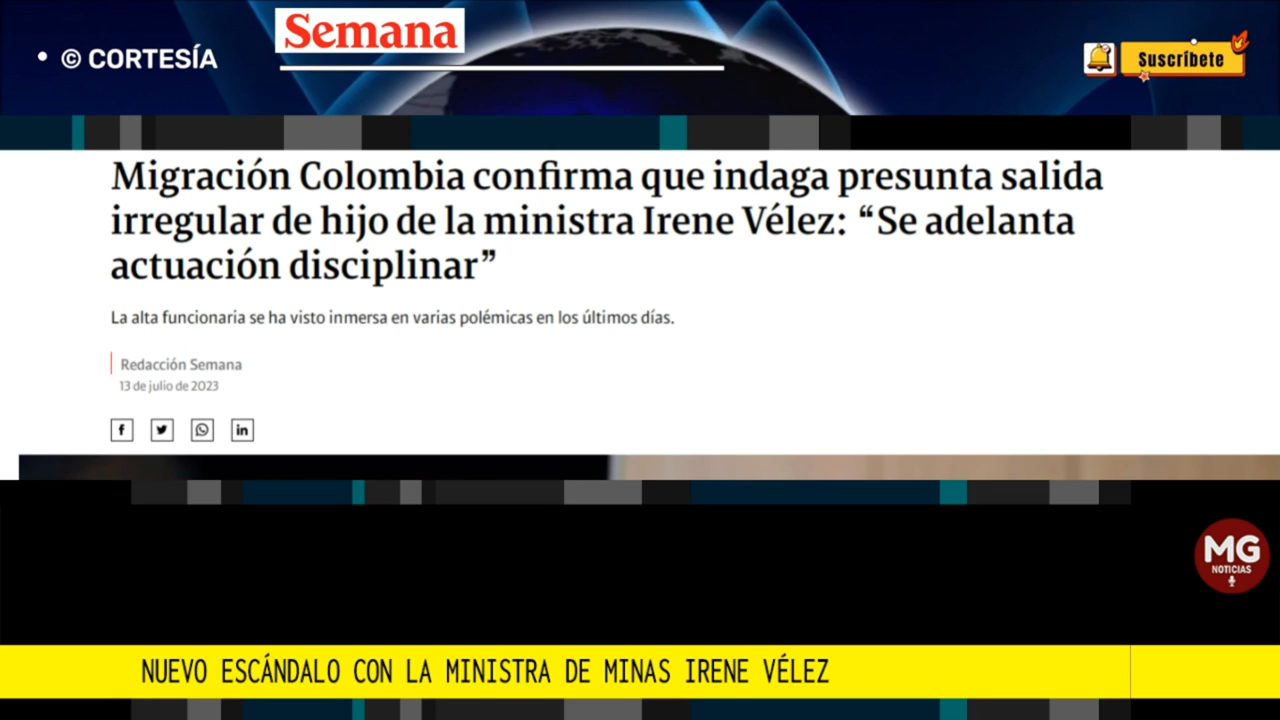 Semana
• © CORTESÍA
Suscríbete
Migración Colombia confirma que indaga presunta salida
irregular de hijo de la ministra Irene Vélez: “Se adelanta
actuación disciplinar”
La alta funcionaria se ha visto inmersa en varias polémicas en los últimos días.
Redacción Semana
13 de julio de 2023
MG
NOTICIAS
NUEVO ESCÁNDALO CON LA MINISTRA DE MINAS IRENE VÉLEZ